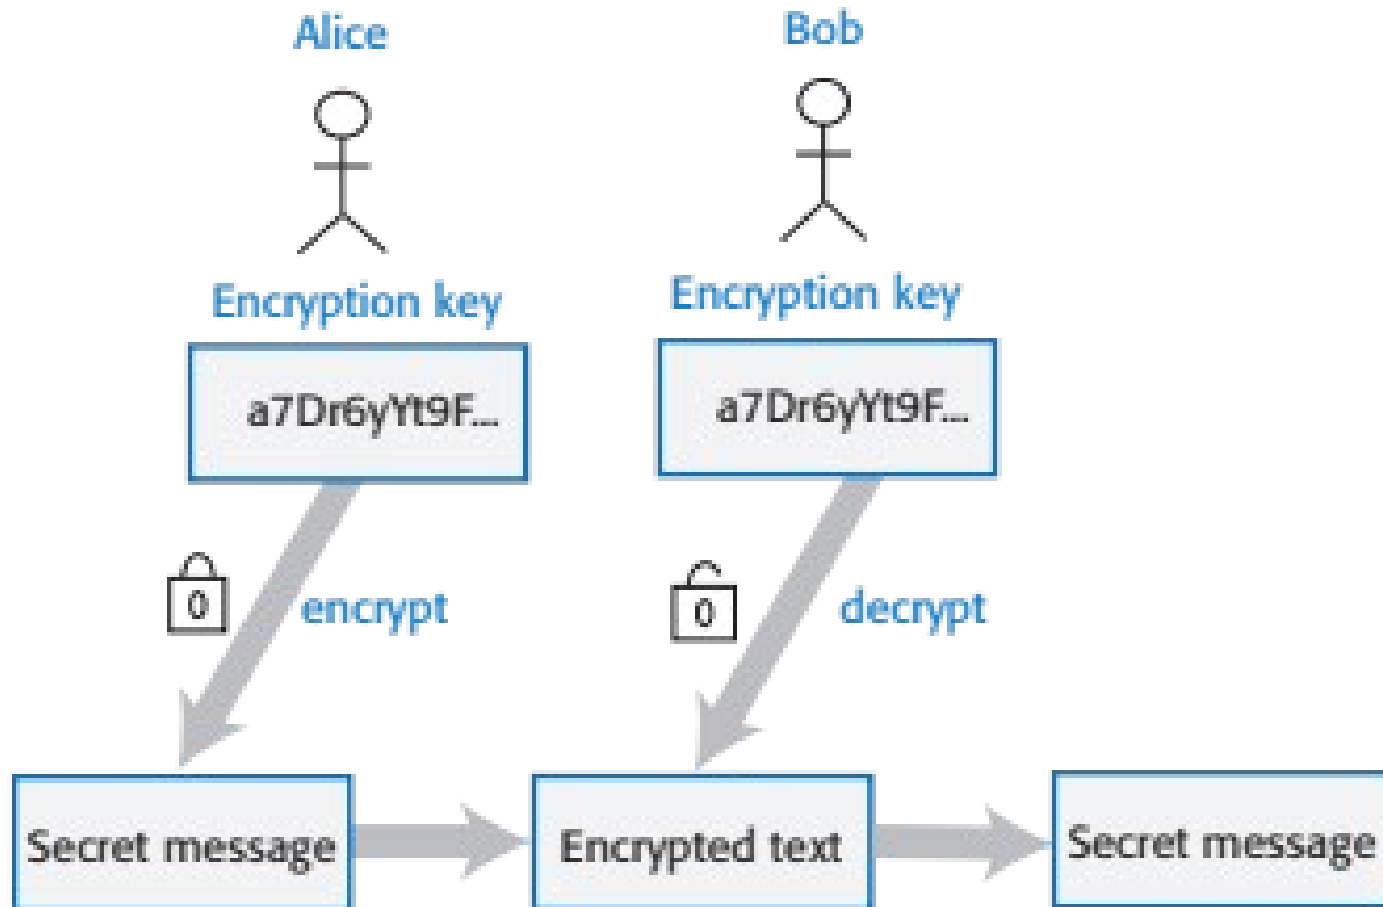 Alice
Bob
Encryption key
Encryption key
a7Dr6yYt9F...
a7Dr6yYt9F...
0
encrypt
0
decrypt
Secret message
Encrypted text
Secret message